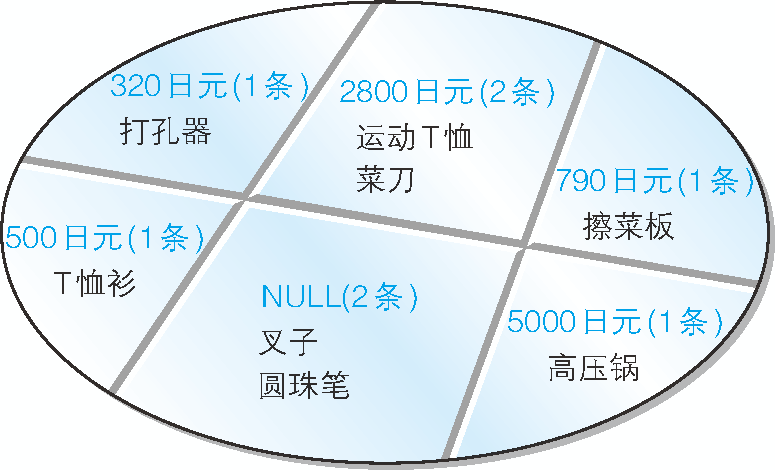 320日元(1条)
打孔器
2800日元(2条)
运动T恤
菜刀
790日元(1条)
擦菜板
500日元(1条)
T恤衫
NULL(2条)
叉子
圆珠笔
5000日元(1条)
高压锅